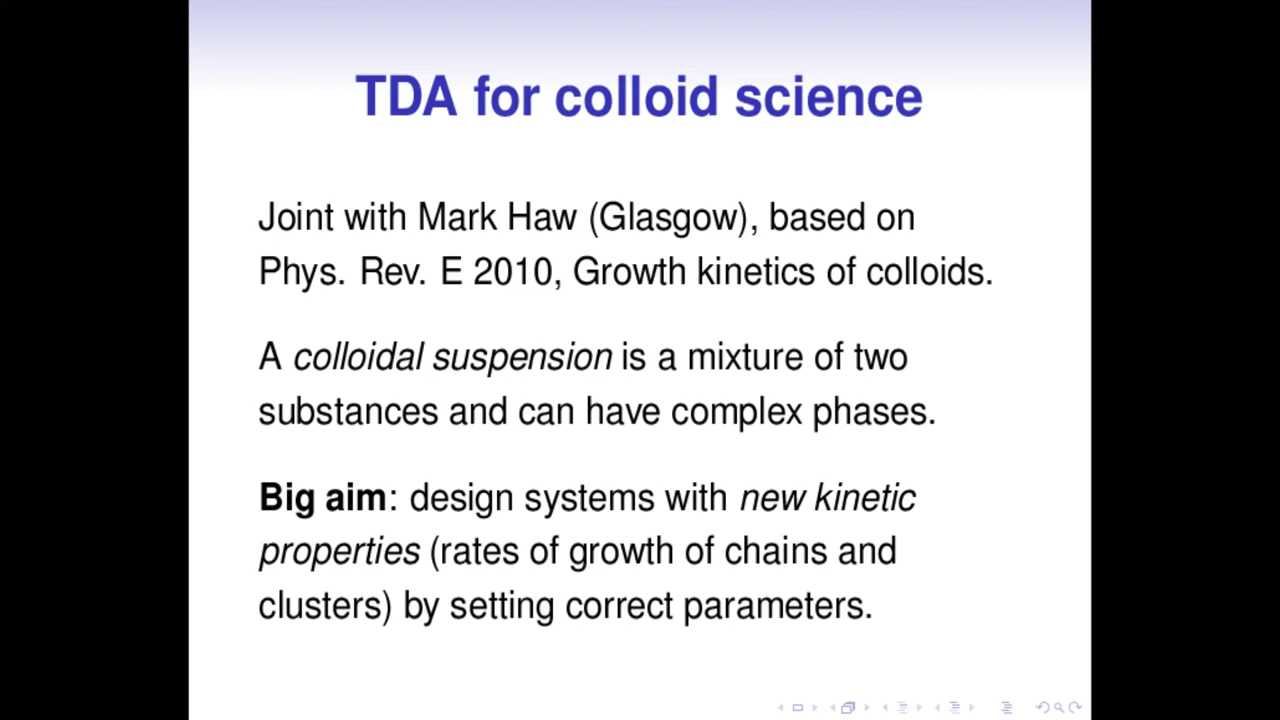 TDA for colloid science
Joint with Mark Haw (Glasgow), based on
Phys. Rev. E 2010, Growth kinetics of colloids.
A colloidal suspension is a mixture of two
substances and can have complex phases.
Big aim: design systems with new kinetic
properties (rates of growth of chains and
clusters) by setting correct parameters.